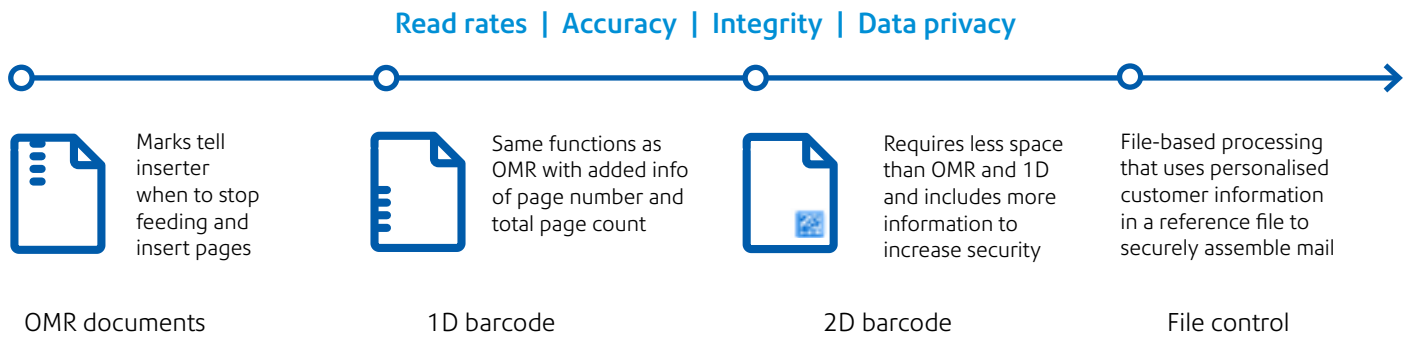 Read rates | Accuracy | Integrity | Data privacy
Marks tell
inserter
when to stop
feeding and
insert pages
Same functions as
OMR with added info
of page number and
total page count
Requires less space
than OMR and 1D
and includes more
information to
increase security
File-based processing
that uses personalised
customer information
in a reference file to
securely assemble mail
OMR documents
1D barcode
2D barcode
File control